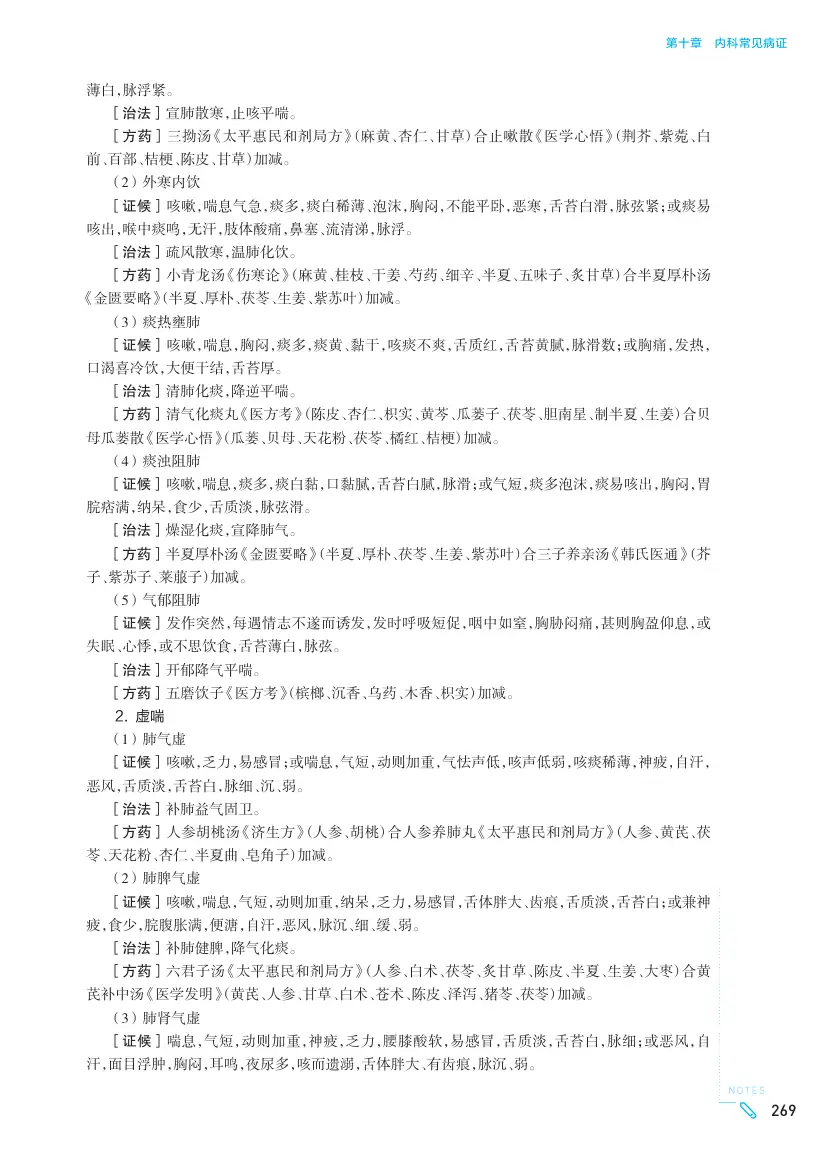 第十章　内科常见病证
薄白,脉浮紧。
［治法］宣肺散寒,止咳平喘。
［方药］三拗汤《太平惠民和剂局方》(麻黄、杏仁、甘草)合止嗽散《医学心悟》(荆芥、紫菀、白
前、百部、桔梗、陈皮、甘草)加减。
（2）外寒内饮
［证候］咳嗽,喘息气急,痰多,痰白稀薄、泡沫,胸闷,不能平卧,恶寒,舌苔白滑,脉弦紧;或痰易
咳出,喉中痰鸣,无汗,肢体酸痛,鼻塞、流清涕,脉浮。
［治法］疏风散寒,温肺化饮。
［方药］小青龙汤《伤寒论》(麻黄、桂枝、干姜、芍药、细辛、半夏、五味子、炙甘草)合半夏厚朴汤
《金匮要略》(半夏、厚朴、茯苓、生姜、紫苏叶)加减。
（3）痰热壅肺
［证候］咳嗽,喘息,胸闷,痰多,痰黄、黏干,咳痰不爽,舌质红,舌苔黄腻,脉滑数;或胸痛,发热,
口渴喜冷饮,大便干结,舌苔厚。
［治法］清肺化痰,降逆平喘。
［方药］清气化痰丸《医方考》(陈皮、杏仁、枳实、黄芩、瓜蒌子、茯苓、胆南星、制半夏、生姜)合贝
母瓜蒌散《医学心悟》(瓜蒌、贝母、天花粉、茯苓、橘红、桔梗)加减。
（4）痰浊阻肺
［证候］咳嗽,喘息,痰多,痰白黏,口黏腻,舌苔白腻,脉滑;或气短,痰多泡沫,痰易咳出,胸闷,胃
脘痞满,纳呆,食少,舌质淡,脉弦滑。
［治法］燥湿化痰,宣降肺气。
［方药］半夏厚朴汤《金匮要略》(半夏、厚朴、茯苓、生姜、紫苏叶)合三子养亲汤《韩氏医通》(芥
子、紫苏子、莱菔子)加减。
（5）气郁阻肺
［证候］发作突然,每遇情志不遂而诱发,发时呼吸短促,咽中如窒,胸胁闷痛,甚则胸盈仰息,或
失眠、心悸,或不思饮食,舌苔薄白,脉弦。
［治法］开郁降气平喘。
［方药］五磨饮子《医方考》(槟榔、沉香、乌药、木香、枳实)加减。
2. 虚喘
（1）肺气虚
［证候］咳嗽,乏力,易感冒;或喘息,气短,动则加重,气怯声低,咳声低弱,咳痰稀薄,神疲,自汗,
恶风,舌质淡,舌苔白,脉细、沉、弱。
［治法］补肺益气固卫。
［方药］人参胡桃汤《济生方》(人参、胡桃)合人参养肺丸《太平惠民和剂局方》(人参、黄芪、茯
苓、天花粉、杏仁、半夏曲、皂角子)加减。
（2）肺脾气虚
［证候］咳嗽,喘息,气短,动则加重,纳呆,乏力,易感冒,舌体胖大、齿痕,舌质淡,舌苔白;或兼神
疲,食少,脘腹胀满,便溏,自汗,恶风,脉沉、细、缓、弱。
［治法］补肺健脾,降气化痰。
［方药］六君子汤《太平惠民和剂局方》(人参、白术、茯苓、炙甘草、陈皮、半夏、生姜、大枣)合黄
芪补中汤《医学发明》(黄芪、人参、甘草、白术、苍术、陈皮、泽泻、猪苓、茯苓)加减。
（3）肺肾气虚
［证候］喘息,气短,动则加重,神疲,乏力,腰膝酸软,易感冒,舌质淡,舌苔白,脉细;或恶风,自
汗,面目浮肿,胸闷,耳鸣,夜尿多,咳而遗溺,舌体胖大、有齿痕,脉沉、弱。
NOTES
269